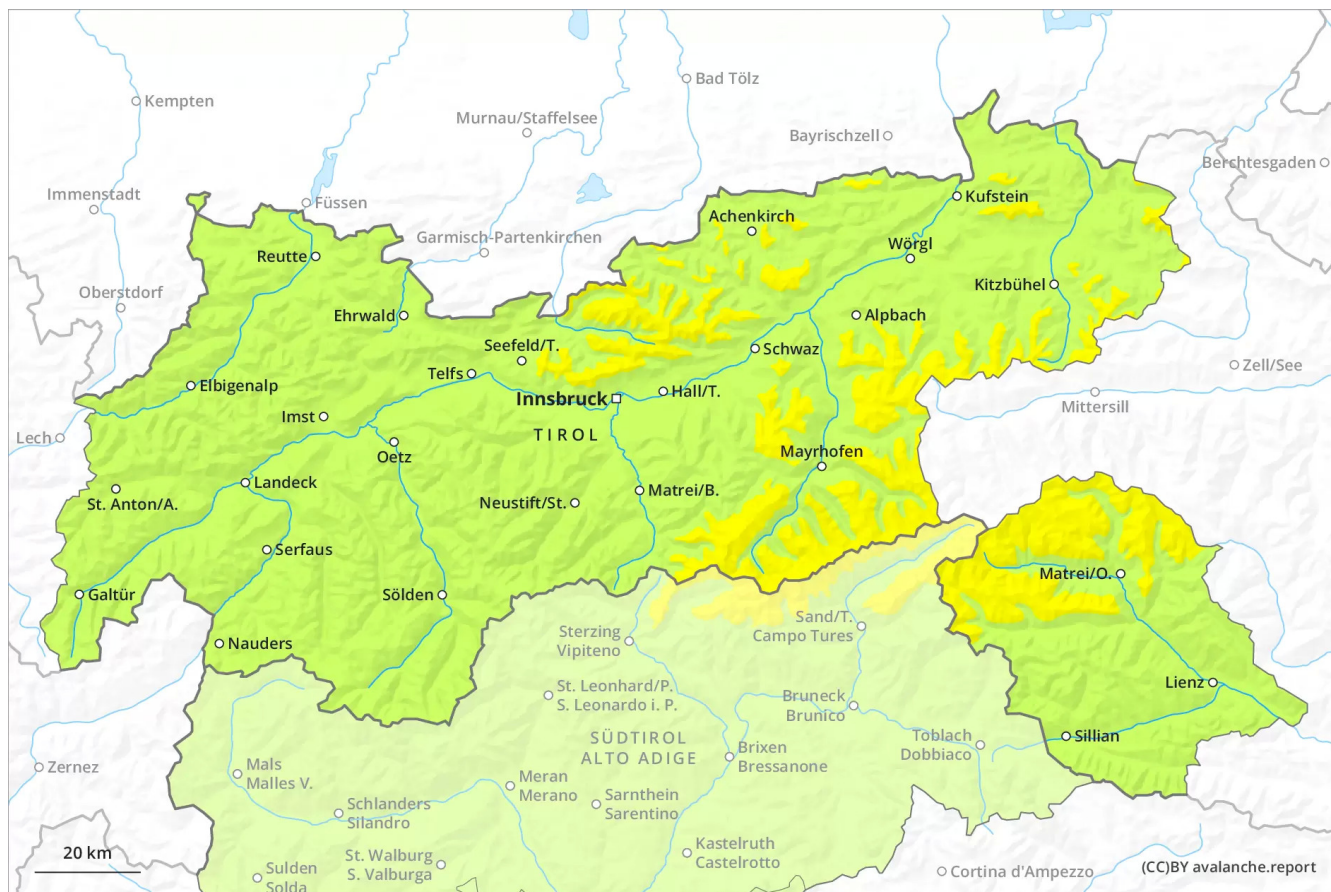 Bad Tölz
Kempten
Murnau/Staffelsee
Bayrischzell
Berchtesgaden
Immenstadt
Füssen
Kufstein
Achenkirch
Garmisch-Partenkirchen
Wörgl
Reutte
Kitzbühel
Oberstdorf
Ehrwald
Alpbach
Seefeld/T.
Schwaz
Zell/See
Telfs
Elbigenalp
Hall/T.
Innsbruck
Mittersill
Imst
TIROL
Lech
Oetz
Mayrhofen
Landeck
Matrei/B.
St. Anton/A.
Neustift/St.
Serfaus
Matrei/O.
Galtür
Sölden
Sand/T.
Campo Tures
Sterzing
Vipiteno
Nauders
Lienz
St. Leonhard/P.
S. Leonardo i. P.
Bruneck
Brunico
Sillian
SÜDTIROL
ALTO ADIGE
Toblach
Dobbiaco
Brixen
Bressanone
Zernez
Mals
Malles V.
Meran
Merano
Sarnthein
Sarentino
Schlanders
Silandro
Kastelruth
Castelrotto
20 km
St. Walburg
S. Valburga
Sulden
Solda
Cortina d'Ampezzo
(CC)BY avalanche.report